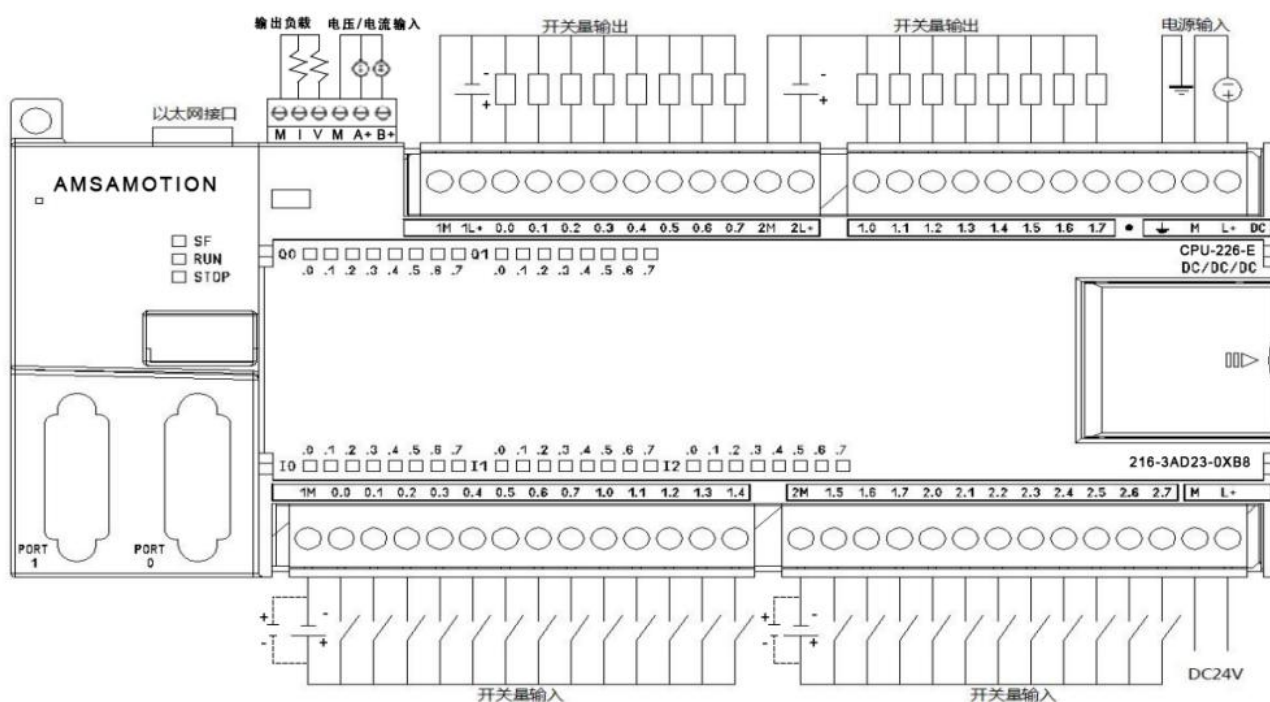 输出负载 电压/电流输入 开关量输出 开关量输出 电源输入
以太网接口
M I V M A+ B+
AMSAMOTION
SF
RUN
STOP
1M 1L+ 0.0 0.1 0.2 0.3 0.4 0.5 0.6 0.7 2M 2L+ 1.0 1.1 1.2 1.3 1.4 1.5 1.6 1.7 M L+ DC
Q0 Q1
.0 .1 .2 .3 .4 .5 .6 .7 .0 .1 .2 .3 .4 .5 .6 .7
CPU-226-E
DC/DC/DC
.0 .1 .2 .3 .4 .5 .6 .7 .0 .1 .2 .3 .4 .5 .6 .7 .0 .1 .2 .3 .4 .5 .6 .7
I0 I1 I2
216-3AD23-0XB8
1M 0.0 0.1 0.2 0.3 0.4 0.5 0.6 0.7 1.0 1.1 1.2 1.3 1.4 2M 1.5 1.6 1.7 2.0 2.1 2.2 2.3 2.4 2.5 2.6 2.7 M L+
PORT
1
PORT
0
DC24V
开关量输入 开关量输入